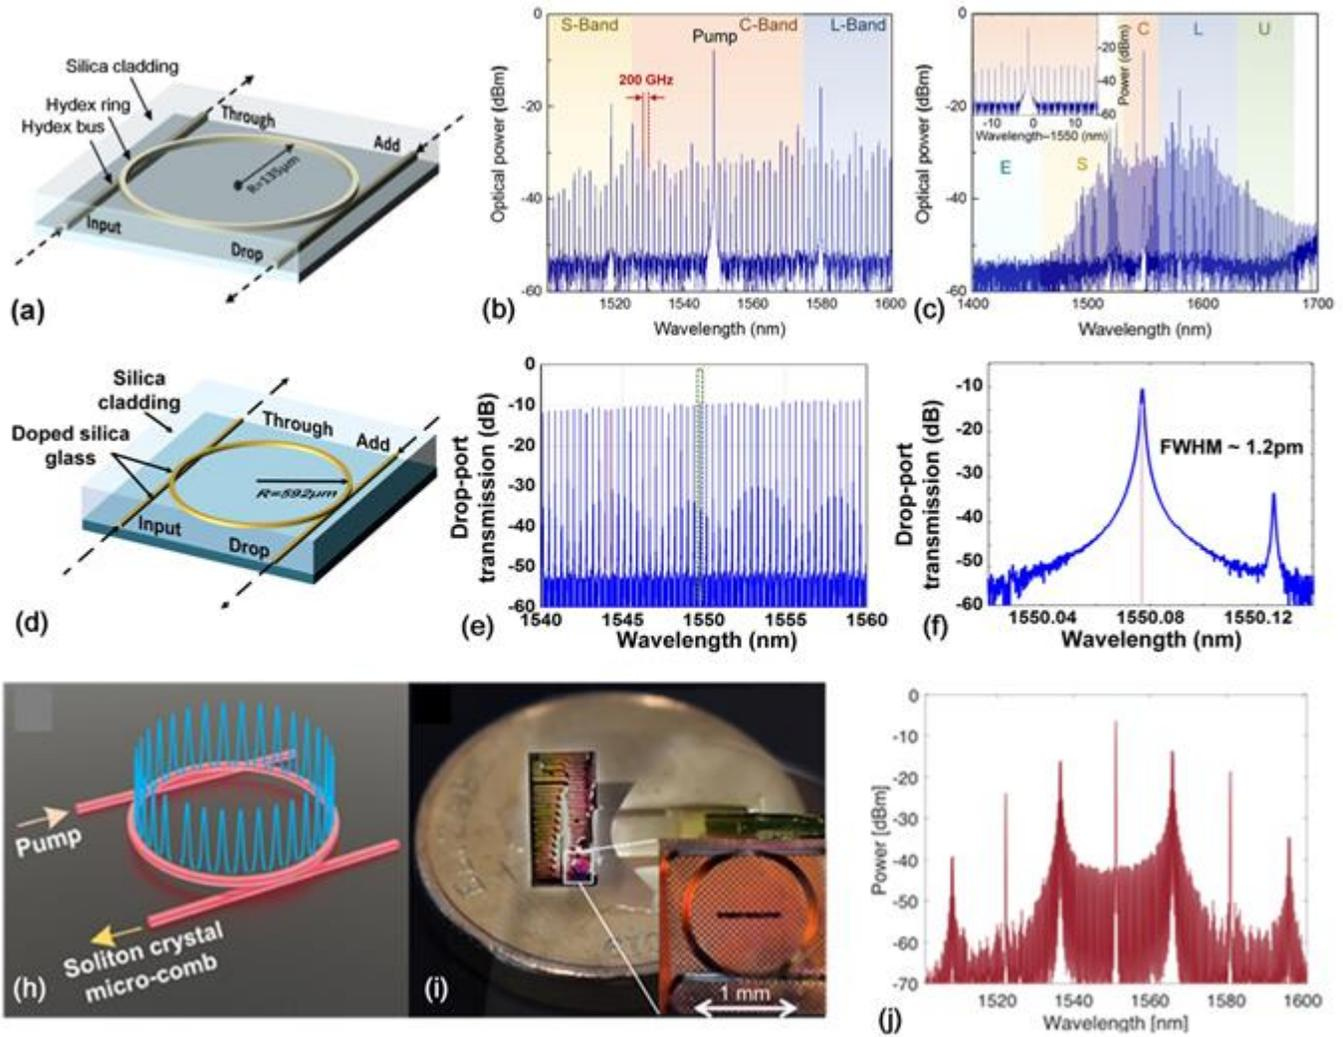 Silica cladding
Hydex ring
Hydex bus
Through
Add
R=135μm
Input
Drop
(a)
0
-20
-40
-60
Optical power (dBm)
S-Band
C-Band
L-Band
Pump
200 GHz
1520
1540
1560
1580
1600
Wavelength (nm)
(b)
0
-20
-40
-60
Optical power (dBm)
-20
-40
-60
Power (dBm)
-10
0
10
Wavelength–1550 (nm)
E
S
C
L
U
1400
1500
1600
1700
Wavelength (nm)
(c)
Silica
cladding
Doped silica
glass
Through
Add
R=592μm
Input
Drop
(d)
0
-10
-20
-30
-40
-50
-60
Drop-port
transmission (dB)
1540
1545
1550
1555
1560
Wavelength (nm)
(e)
-10
-20
-30
-40
-50
-60
Drop-port
transmission (dB)
FWHM ~ 1.2pm
1550.04
1550.08
1550.12
Wavelength (nm)
(f)
Pump
Soliton crystal
micro-comb
(h)
1 mm
(i)
0
-10
-20
-30
-40
-50
-60
-70
Power [dBm]
1520
1540
1560
1580
1600
Wavelength [nm]
(j)